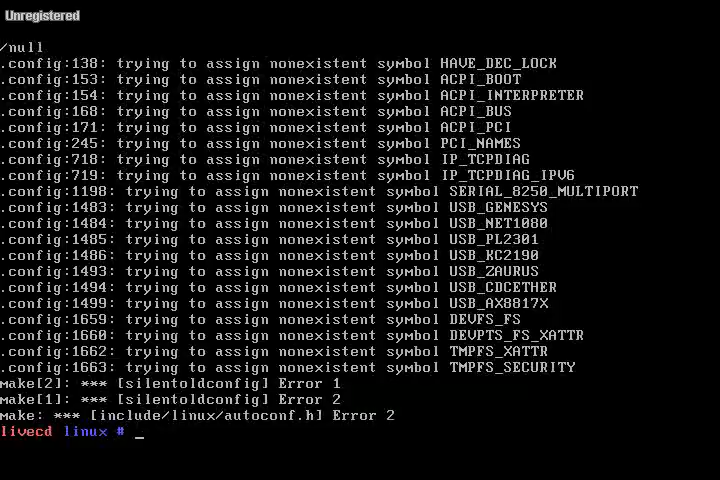 Unregistered
/null
.config:138: trying to assign nonexistent symbol HAVE_DEC_LOCK
.config:153: trying to assign nonexistent symbol ACPI_BOOT
.config:154: trying to assign nonexistent symbol ACPI_INTERPRETER
.config:168: trying to assign nonexistent symbol ACPI_BUS
.config:171: trying to assign nonexistent symbol ACPI_PCI
.config:245: trying to assign nonexistent symbol PCI_NAMES
.config:718: trying to assign nonexistent symbol IP_TCPDIAG
.config:719: trying to assign nonexistent symbol IP_TCPDIAG_IPV6
.config:1198: trying to assign nonexistent symbol SERIAL_8250_MULTIPORT
.config:1483: trying to assign nonexistent symbol USB_GENESYS
.config:1484: trying to assign nonexistent symbol USB_NET1080
.config:1485: trying to assign nonexistent symbol USB_PL2301
.config:1486: trying to assign nonexistent symbol USB_KC2190
.config:1493: trying to assign nonexistent symbol USB_ZAURUS
.config:1494: trying to assign nonexistent symbol USB_CDCETHER
.config:1499: trying to assign nonexistent symbol USB_AX8817X
.config:1659: trying to assign nonexistent symbol DEVFS_FS
.config:1660: trying to assign nonexistent symbol DEVPTS_FS_XATTR
.config:1662: trying to assign nonexistent symbol TMPFS_XATTR
.config:1663: trying to assign nonexistent symbol TMPFS_SECURITY
make[2]: *** [silentoldconfig] Error 1
make[1]: *** [silentoldconfig] Error 2
make: *** [include/linux/autoconf.h] Error 2
livecd linux # _